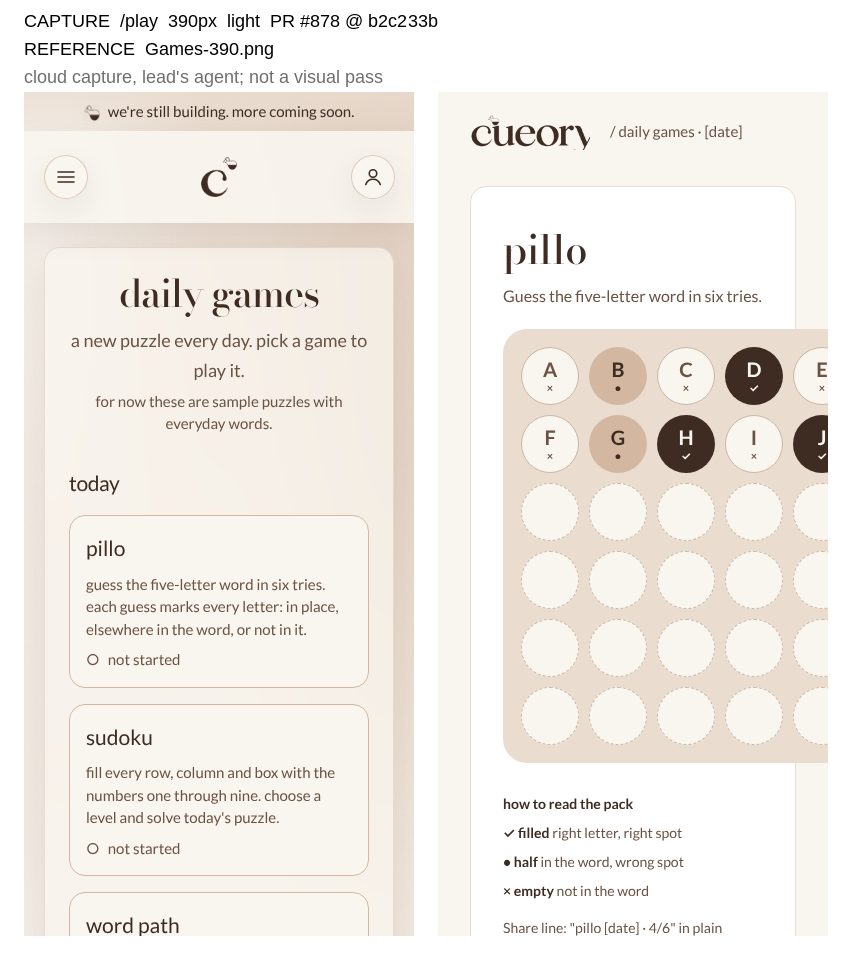 CAPTURE /play 390px light PR #878 @ b2c233b
REFERENCE Games-390.png
cloud capture, lead's agent; not a visual pass
we're still building. more coming soon.
c
daily games
a new puzzle every day. pick a game to
play it.
for now these are sample puzzles with
everyday words.
today
pillo
guess the five-letter word in six tries.
each guess marks every letter: in place,
elsewhere in the word, or not in it.
not started
sudoku
fill every row, column and box with the
numbers one through nine. choose a
level and solve today's puzzle.
not started
word path
cueory / daily games · [date]
pillo
Guess the five-letter word in six tries.
A B C D E
× • × ✓ ×
F G H I J
× • ✓ × ✓
how to read the pack
✓ filled right letter, right spot
• half in the word, wrong spot
× empty not in the word
Share line: "pillo [date] · 4/6" in plain